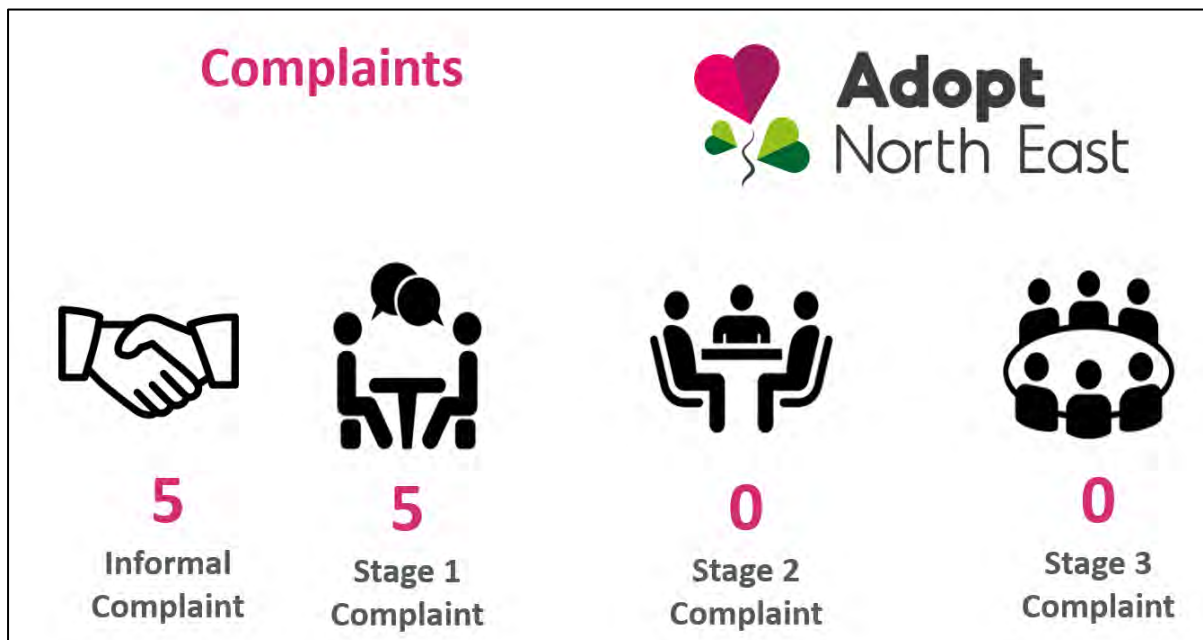 Complaints
Adopt
North East
5
Informal
Complaint
5
Stage 1
Complaint
0
Stage 2
Complaint
0
Stage 3
Complaint